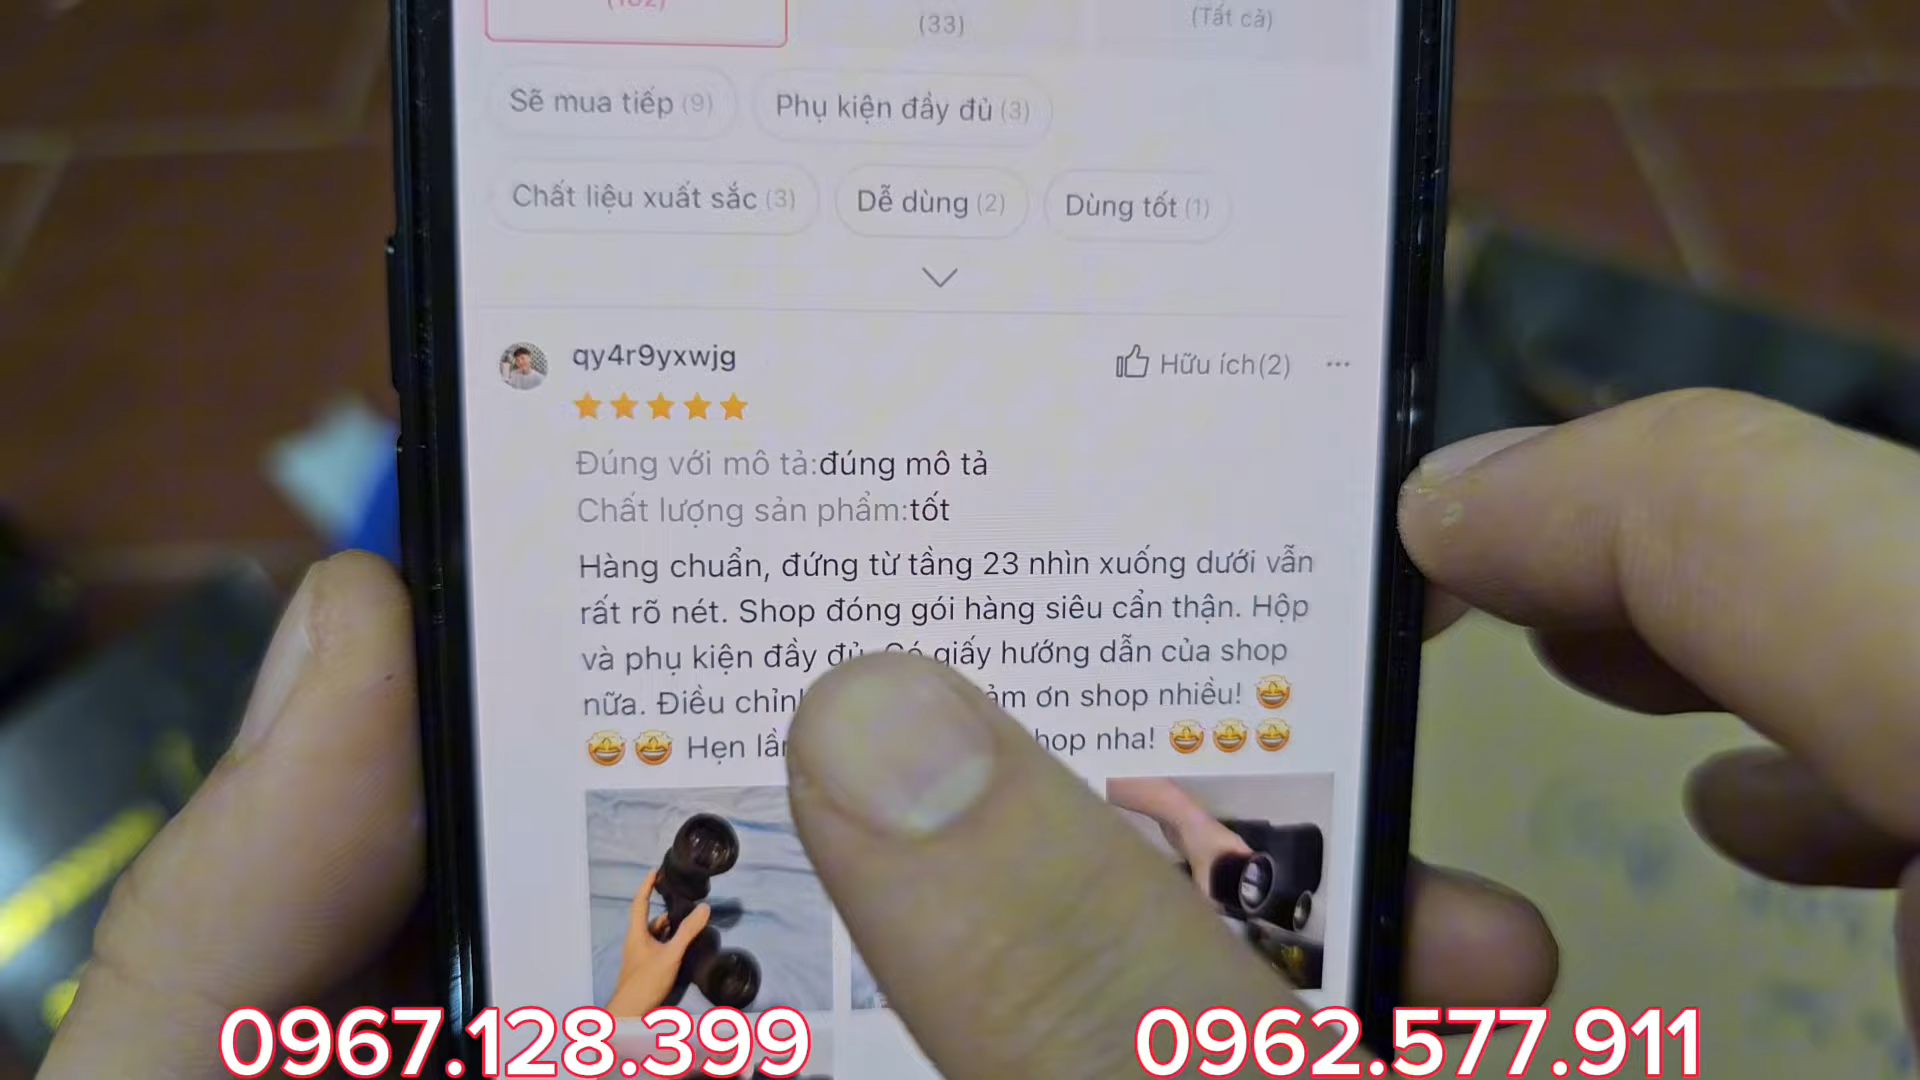 (33)
(Tất cả)
Sẽ mua tiếp (9)
Phụ kiện đầy đủ (3)
Chất liệu xuất sắc (3)
Dễ dùng (2)
Dùng tốt (1)
qy4r9yxwjg
Hữu ích(2)
Đúng với mô tả:đúng mô tả
Chất lượng sản phẩm:tốt
Hàng chuẩn, đứng từ tầng 23 nhìn xuống dưới vẫn
rất rõ nét. Shop đóng gói hàng siêu cẩn thận. Hộp
và phụ kiện đầy đủ. Có giấy hướng dẫn của shop
nữa. Điều ơn shop nhiều! 🤩
🤩🤩 Hẹn nha! 🤩🤩🤩
0967.128.399
0962.577.911